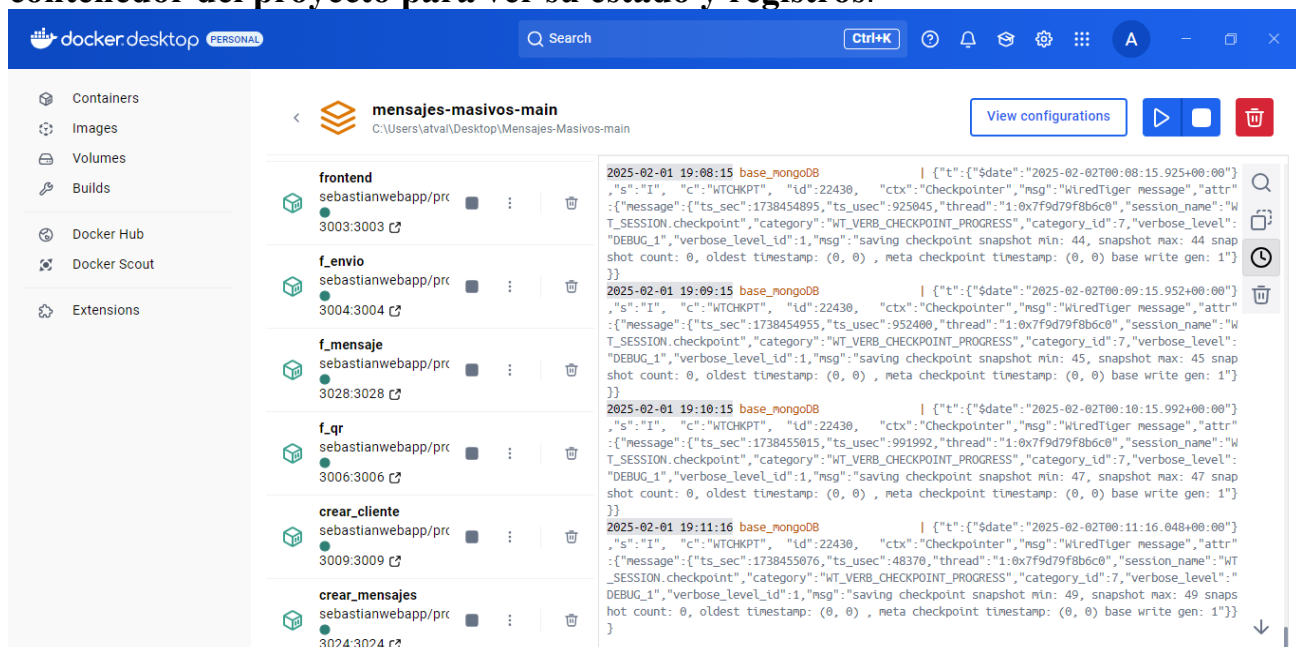 contenedor del proyecto para ver su estado y registros.
docker.desktop PERSONAL
Search
Ctrl+K
A
Containers
Images
Volumes
Builds
Docker Hub
Docker Scout
Extensions
mensajes-masivos-main
C:\Users\atval\Desktop\Mensajes-Masivos-main
View configurations
frontend
sebastianwebapp/prc
3003:3003
f_envio
sebastianwebapp/prc
3004:3004
f_mensaje
sebastianwebapp/prc
3028:3028
f_qr
sebastianwebapp/prc
3006:3006
crear_cliente
sebastianwebapp/prc
3009:3009
crear_mensajes
sebastianwebapp/prc
3024:3024
2025-02-01 19:08:15 base_mongoDB | {"t":{"$date":"2025-02-02T00:08:15.925+00:00"}
,"s":"I", "c":"WTCHKPT", "id":22430, "ctx":"Checkpointer","msg":"WiredTiger message","attr"
:{"message":{"ts_sec":1738454895,"ts_usec":925045,"thread":"1:0x7f9d79f8b6c0","session_name":"W
T_SESSION.checkpoint","category":"WT_VERB_CHECKPOINT_PROGRESS","category_id":7,"verbose_level":
"DEBUG_1","verbose_level_id":1,"msg":"saving checkpoint snapshot min: 44, snapshot max: 44 snap
shot count: 0, oldest timestamp: (0, 0) , meta checkpoint timestamp: (0, 0) base write gen: 1"}
}}
2025-02-01 19:09:15 base_mongoDB | {"t":{"$date":"2025-02-02T00:09:15.952+00:00"}
,"s":"I", "c":"WTCHKPT", "id":22430, "ctx":"Checkpointer","msg":"WiredTiger message","attr"
:{"message":{"ts_sec":1738454955,"ts_usec":952400,"thread":"1:0x7f9d79f8b6c0","session_name":"W
T_SESSION.checkpoint","category":"WT_VERB_CHECKPOINT_PROGRESS","category_id":7,"verbose_level":
"DEBUG_1","verbose_level_id":1,"msg":"saving checkpoint snapshot min: 45, snapshot max: 45 snap
shot count: 0, oldest timestamp: (0, 0) , meta checkpoint timestamp: (0, 0) base write gen: 1"}
}}
2025-02-01 19:10:15 base_mongoDB | {"t":{"$date":"2025-02-02T00:10:15.992+00:00"}
,"s":"I", "c":"WTCHKPT", "id":22430, "ctx":"Checkpointer","msg":"WiredTiger message","attr"
:{"message":{"ts_sec":1738455015,"ts_usec":991992,"thread":"1:0x7f9d79f8b6c0","session_name":"W
T_SESSION.checkpoint","category":"WT_VERB_CHECKPOINT_PROGRESS","category_id":7,"verbose_level":
"DEBUG_1","verbose_level_id":1,"msg":"saving checkpoint snapshot min: 47, snapshot max: 47 snap
shot count: 0, oldest timestamp: (0, 0) , meta checkpoint timestamp: (0, 0) base write gen: 1"}
}}
2025-02-01 19:11:16 base_mongoDB | {"t":{"$date":"2025-02-02T00:11:16.048+00:00"}
,"s":"I", "c":"WTCHKPT", "id":22430, "ctx":"Checkpointer","msg":"WiredTiger message","attr"
:{"message":{"ts_sec":1738455076,"ts_usec":48370,"thread":"1:0x7f9d79f8b6c0","session_name":"WT
_SESSION.checkpoint","category":"WT_VERB_CHECKPOINT_PROGRESS","category_id":7,"verbose_level":"
DEBUG_1","verbose_level_id":1,"msg":"saving checkpoint snapshot min: 49, snapshot max: 49 snaps
hot count: 0, oldest timestamp: (0, 0) , meta checkpoint timestamp: (0, 0) base write gen: 1"}}
}